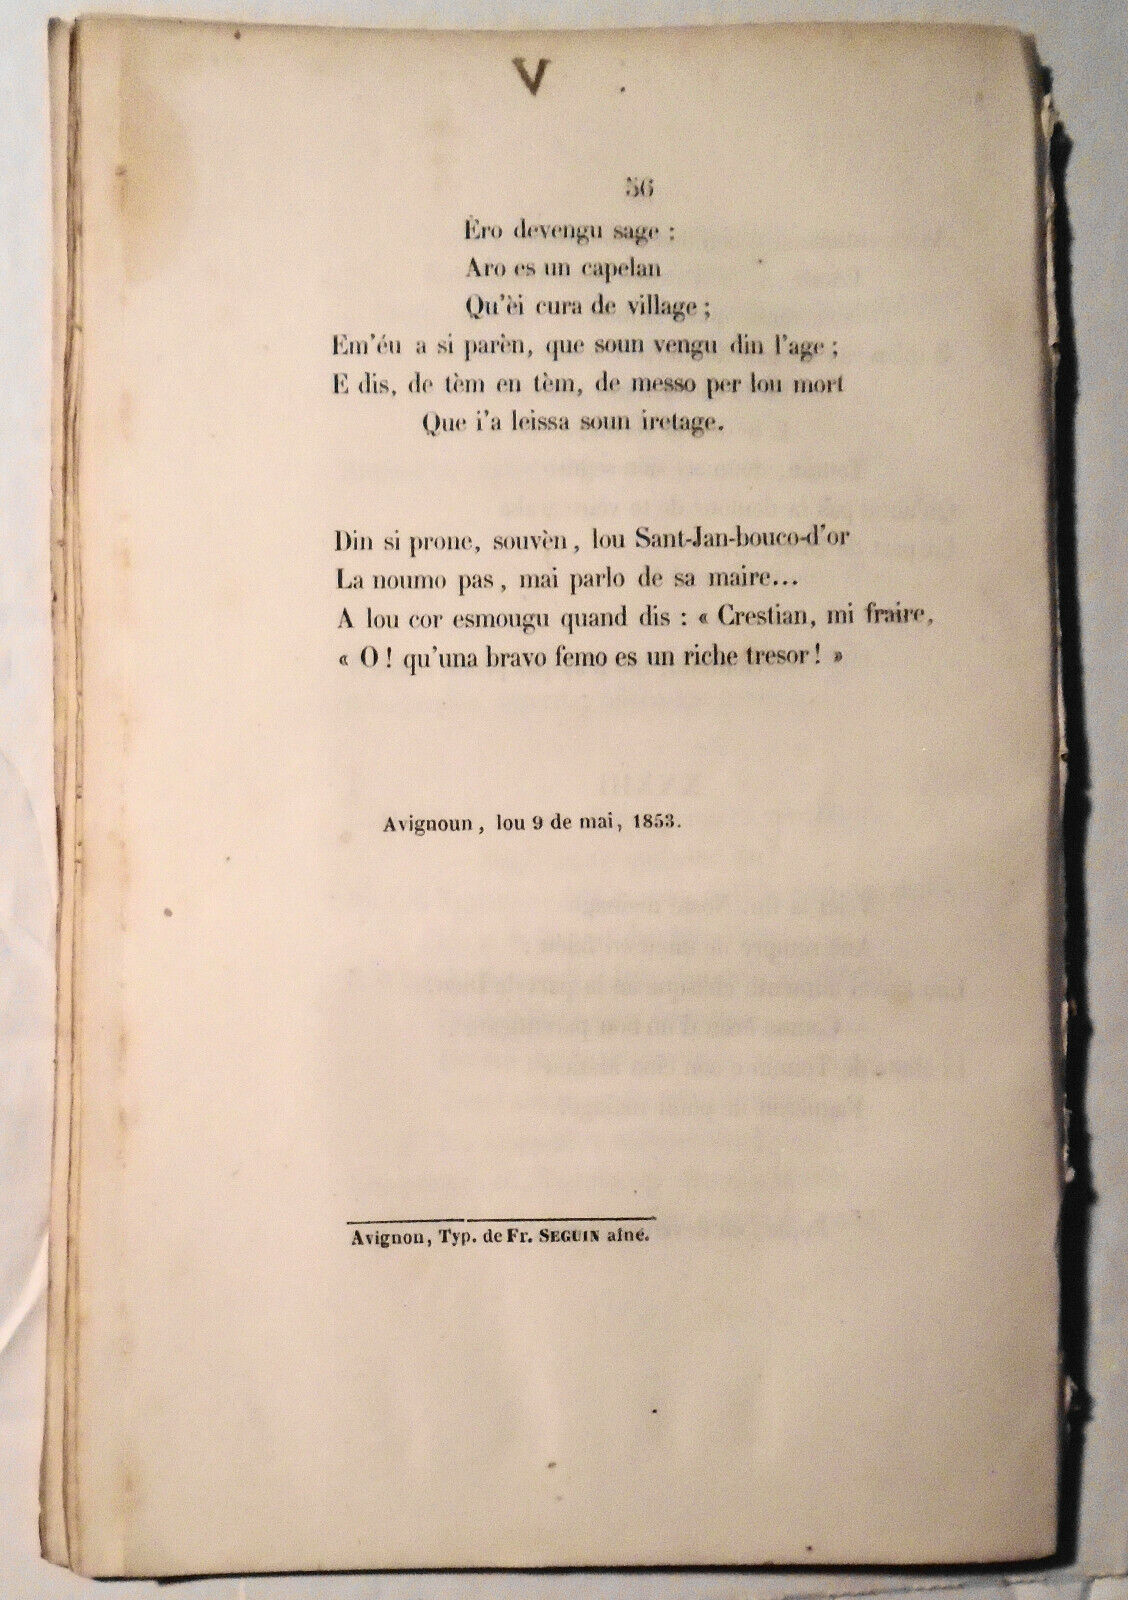 V
56
Èro devengu sage :
Aro es un capelan
Qu'èi cura de village ;
Em'éu a si parèn, que soun vengu din l'age ;
E dis, de tèm en tèm, de messo per lou mort
Que i'a leissa soun iretage.
Din si prone, souvèn, lou Sant-Jan-bouco-d'or
La noumo pas, mai parlo de sa maire...
A lou cor esmougu quand dis : « Crestian, mi fraire,
« O ! qu'una bravo femo es un riche tresor ! »
Avignoun, lou 9 de mai, 1853.
Avignon, Typ. de Fr. SEGUIN aîné.